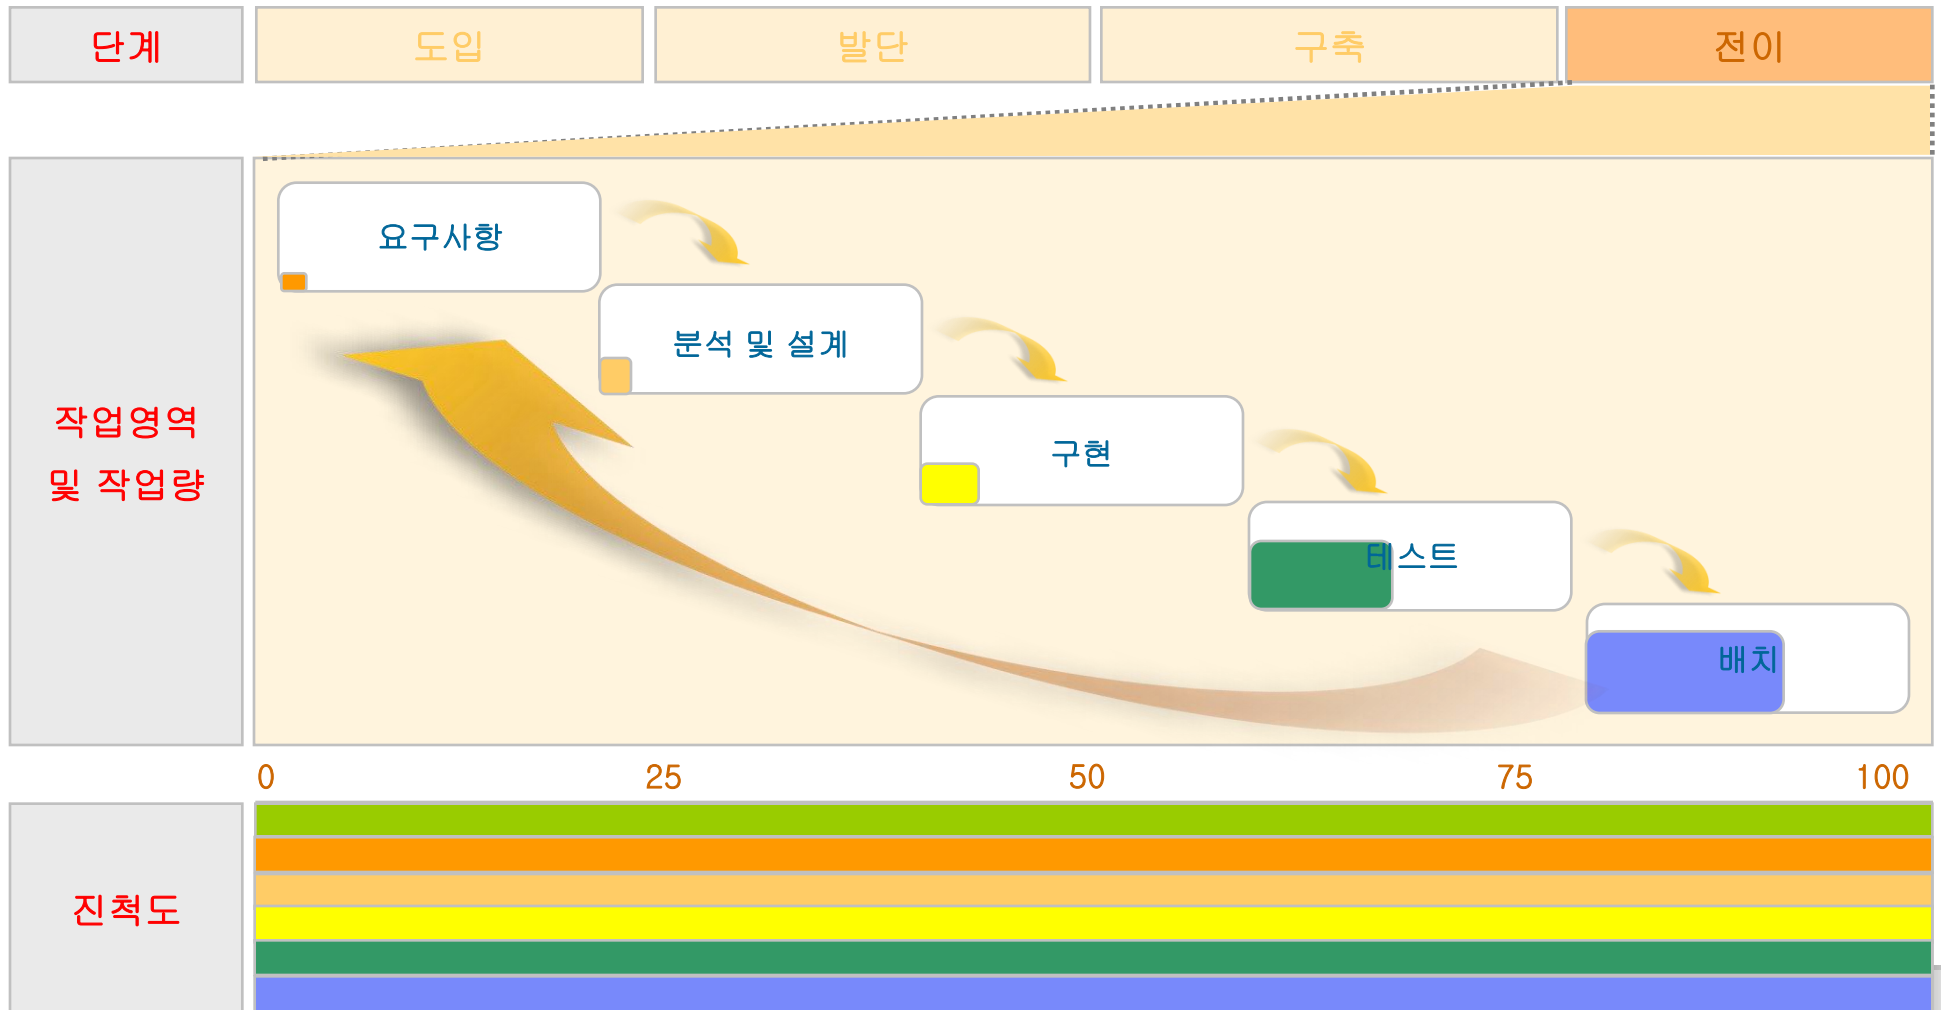 단계
도입
발단
구축
전이
작업영역
및 작업량
요구사항
분석 및 설계
구현
테스트
배치
0
25
50
75
100
진척도